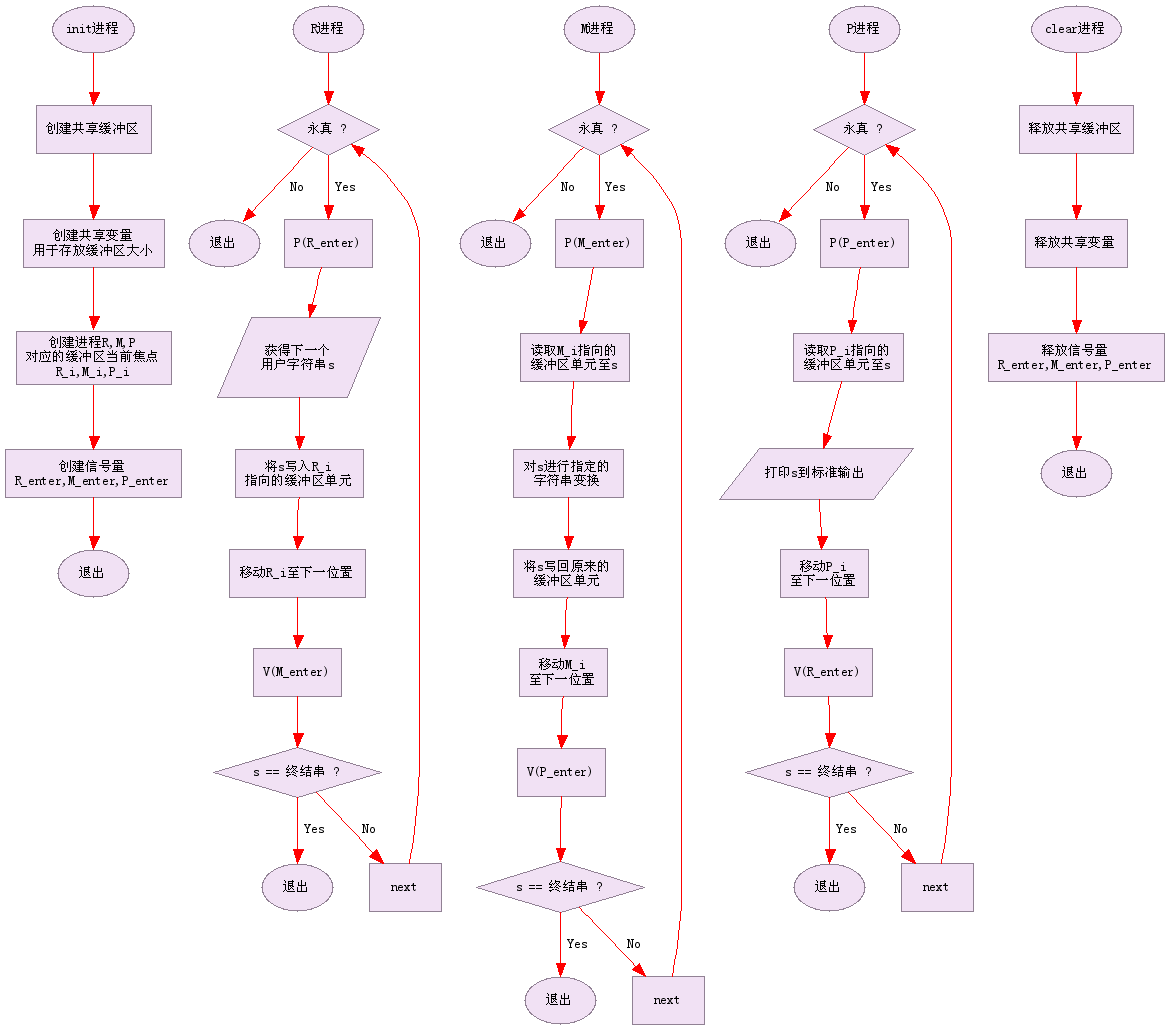 init进程
创建共享缓冲区
创建共享变量
用于存放缓冲区大小
创建进程R,M,P
对应的缓冲区当前焦点
R_i,M_i,P_i
创建信号量
R_enter,M_enter,P_enter
退出
R进程
永真 ?
No
Yes
退出
P(R_enter)
获得下一个
用户字符串s
将s写入R_i
指向的缓冲区单元
移动R_i至下一位置
V(M_enter)
s == 终结串 ?
Yes
No
退出
next
M进程
永真 ?
No
Yes
退出
P(M_enter)
读取M_i指向的
缓冲区单元至s
对s进行指定的
字符串变换
将s写回原来的
缓冲区单元
移动M_i
至下一位置
V(P_enter)
s == 终结串 ?
Yes
No
退出
next
P进程
永真 ?
No
Yes
退出
P(P_enter)
读取P_i指向的
缓冲区单元至s
打印s到标准输出
移动P_i
至下一位置
V(R_enter)
s == 终结串 ?
Yes
No
退出
next
clear进程
释放共享缓冲区
释放共享变量
释放信号量
R_enter,M_enter,P_enter
退出